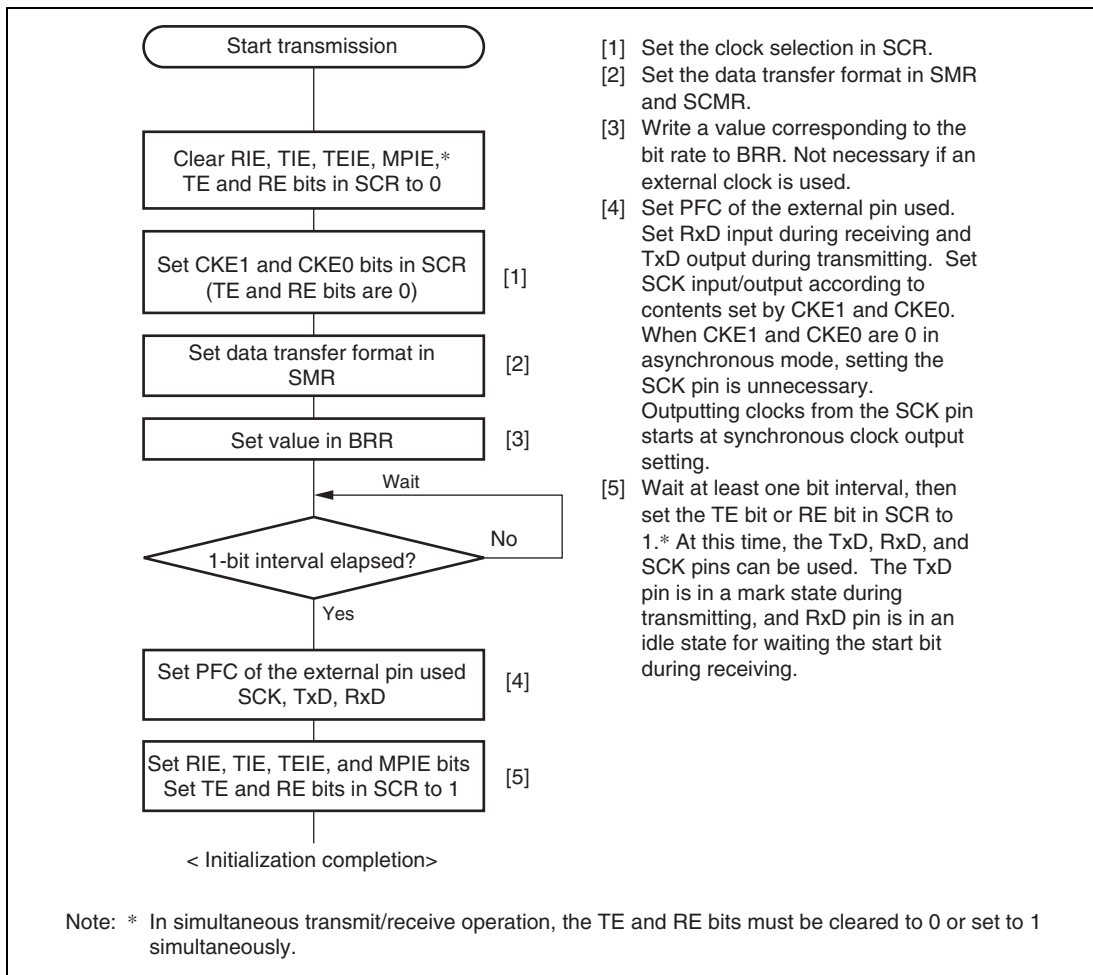 Start transmission
Clear RIE, TIE, TEIE, MPIE,*
TE and RE bits in SCR to 0
Set CKE1 and CKE0 bits in SCR
(TE and RE bits are 0)
[1]
Set data transfer format in
SMR
[2]
Set value in BRR
[3]
Wait
1-bit interval elapsed?
No
Yes
Set PFC of the external pin used
SCK, TxD, RxD
[4]
Set RIE, TIE, TEIE, and MPIE bits
Set TE and RE bits in SCR to 1
[5]
< Initialization completion>
[1] Set the clock selection in SCR.
[2] Set the data transfer format in SMR
and SCMR.
[3] Write a value corresponding to the
bit rate to BRR. Not necessary if an
external clock is used.
[4] Set PFC of the external pin used.
Set RxD input during receiving and
TxD output during transmitting. Set
SCK input/output according to
contents set by CKE1 and CKE0.
When CKE1 and CKE0 are 0 in
asynchronous mode, setting the
SCK pin is unnecessary.
Outputting clocks from the SCK pin
starts at synchronous clock output
setting.
[5] Wait at least one bit interval, then
set the TE bit or RE bit in SCR to
1.* At this time, the TxD, RxD, and
SCK pins can be used. The TxD
pin is in a mark state during
transmitting, and RxD pin is in an
idle state for waiting the start bit
during receiving.
Note: * In simultaneous transmit/receive operation, the TE and RE bits must be cleared to 0 or set to 1
simultaneously.